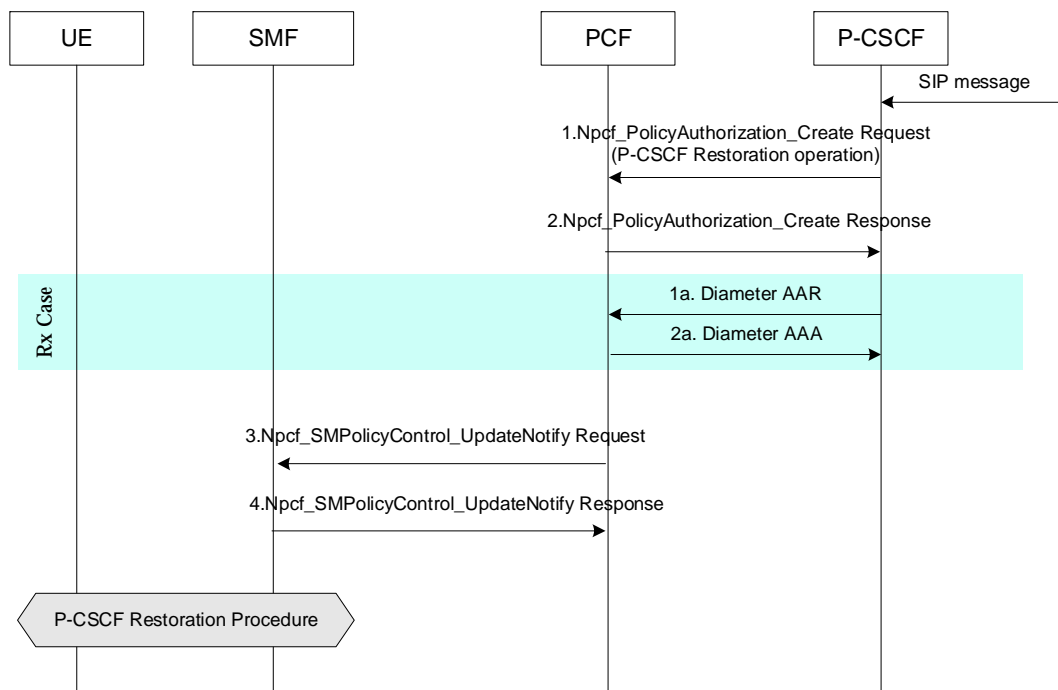 UE
SMF
PCF
P-CSCF
SIP message
1.Npcf_PolicyAuthorization_Create Request
(P-CSCF Restoration operation)
2.Npcf_PolicyAuthorization_Create Response
Rx Case
1a. Diameter AAR
2a. Diameter AAA
3.Npcf_SMPolicyControl_UpdateNotify Request
4.Npcf_SMPolicyControl_UpdateNotify Response
P-CSCF Restoration Procedure